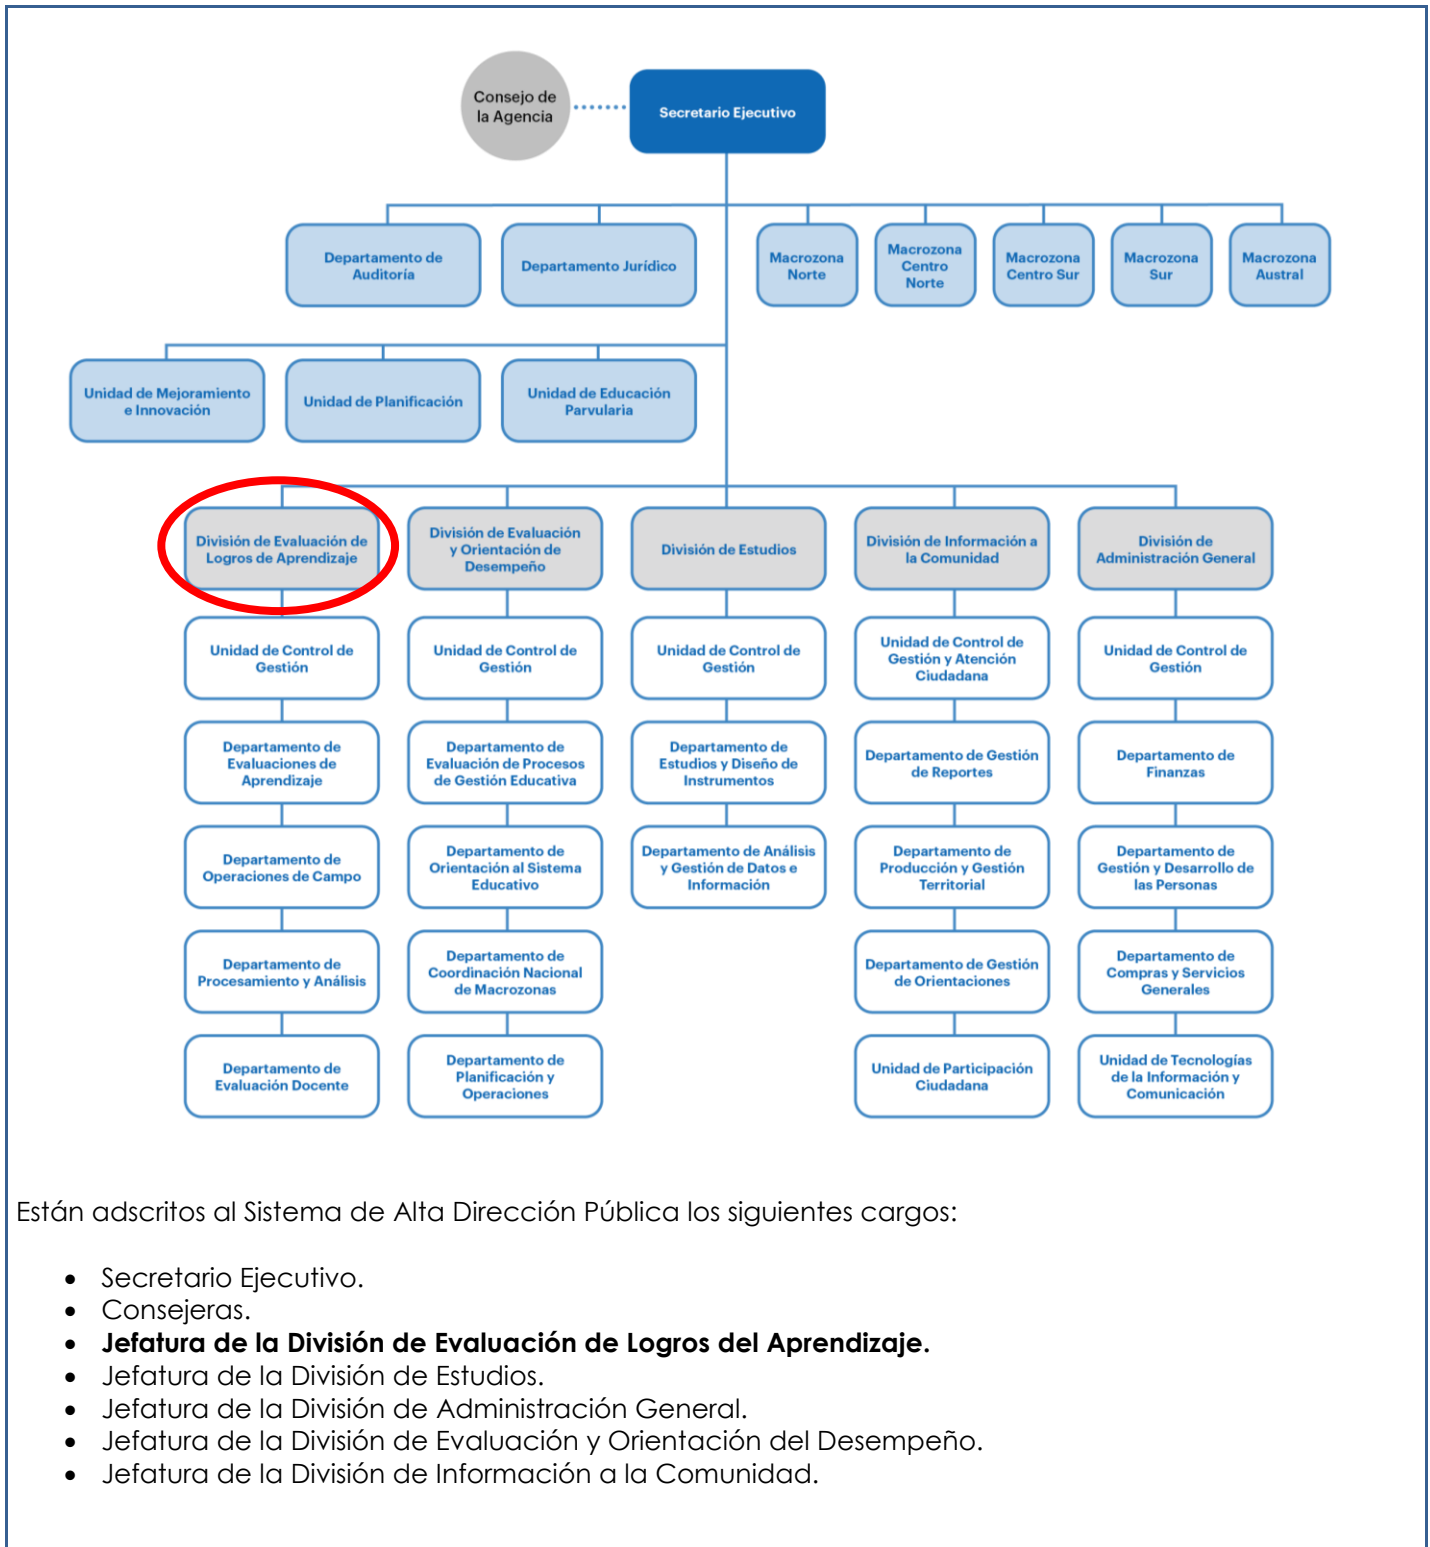 Consejo de
la Agencia
Secretario Ejecutivo
Departamento de
Auditoría
Departamento Jurídico
Macrozona
Norte
Macrozona
Centro
Norte
Macrozona
Centro Sur
Macrozona
Sur
Macrozona
Austral
Unidad de Mejoramiento
e Innovación
Unidad de Planificación
Unidad de Educación
Parvularia
División de Evaluación de
Logros de Aprendizaje
División de Evaluación
y Orientación de
Desempeño
División de Estudios
División de Información a
la Comunidad
División de
Administración General
Unidad de Control de
Gestión
Unidad de Control de
Gestión
Unidad de Control de
Gestión
Unidad de Control de
Gestión y Atención
Ciudadana
Unidad de Control de
Gestión
Departamento de
Evaluaciones de
Aprendizaje
Departamento de
Evaluación de Procesos
de Gestión Educativa
Departamento de
Estudios y Diseño de
Instrumentos
Departamento de Gestión
de Reportes
Departamento de
Finanzas
Departamento de
Operaciones de Campo
Departamento de
Orientación al Sistema
Educativo
Departamento de Análisis
y Gestión de Datos e
Información
Departamento de
Producción y Gestión
Territorial
Departamento de
Gestión y Desarrollo de
las Personas
Departamento de
Procesamiento y Análisis
Departamento de
Coordinación Nacional
de Macrozonas
Departamento de Gestión
de Orientaciones
Departamento de
Compras y Servicios
Generales
Departamento de
Evaluación Docente
Departamento de
Planificación y
Operaciones
Unidad de Participación
Ciudadana
Unidad de Tecnologías
de la Información y
Comunicación
Están adscritos al Sistema de Alta Dirección Pública los siguientes cargos:
• Secretario Ejecutivo.
• Consejeras.
• Jefatura de la División de Evaluación de Logros del Aprendizaje.
• Jefatura de la División de Estudios.
• Jefatura de la División de Administración General.
• Jefatura de la División de Evaluación y Orientación del Desempeño.
• Jefatura de la División de Información a la Comunidad.